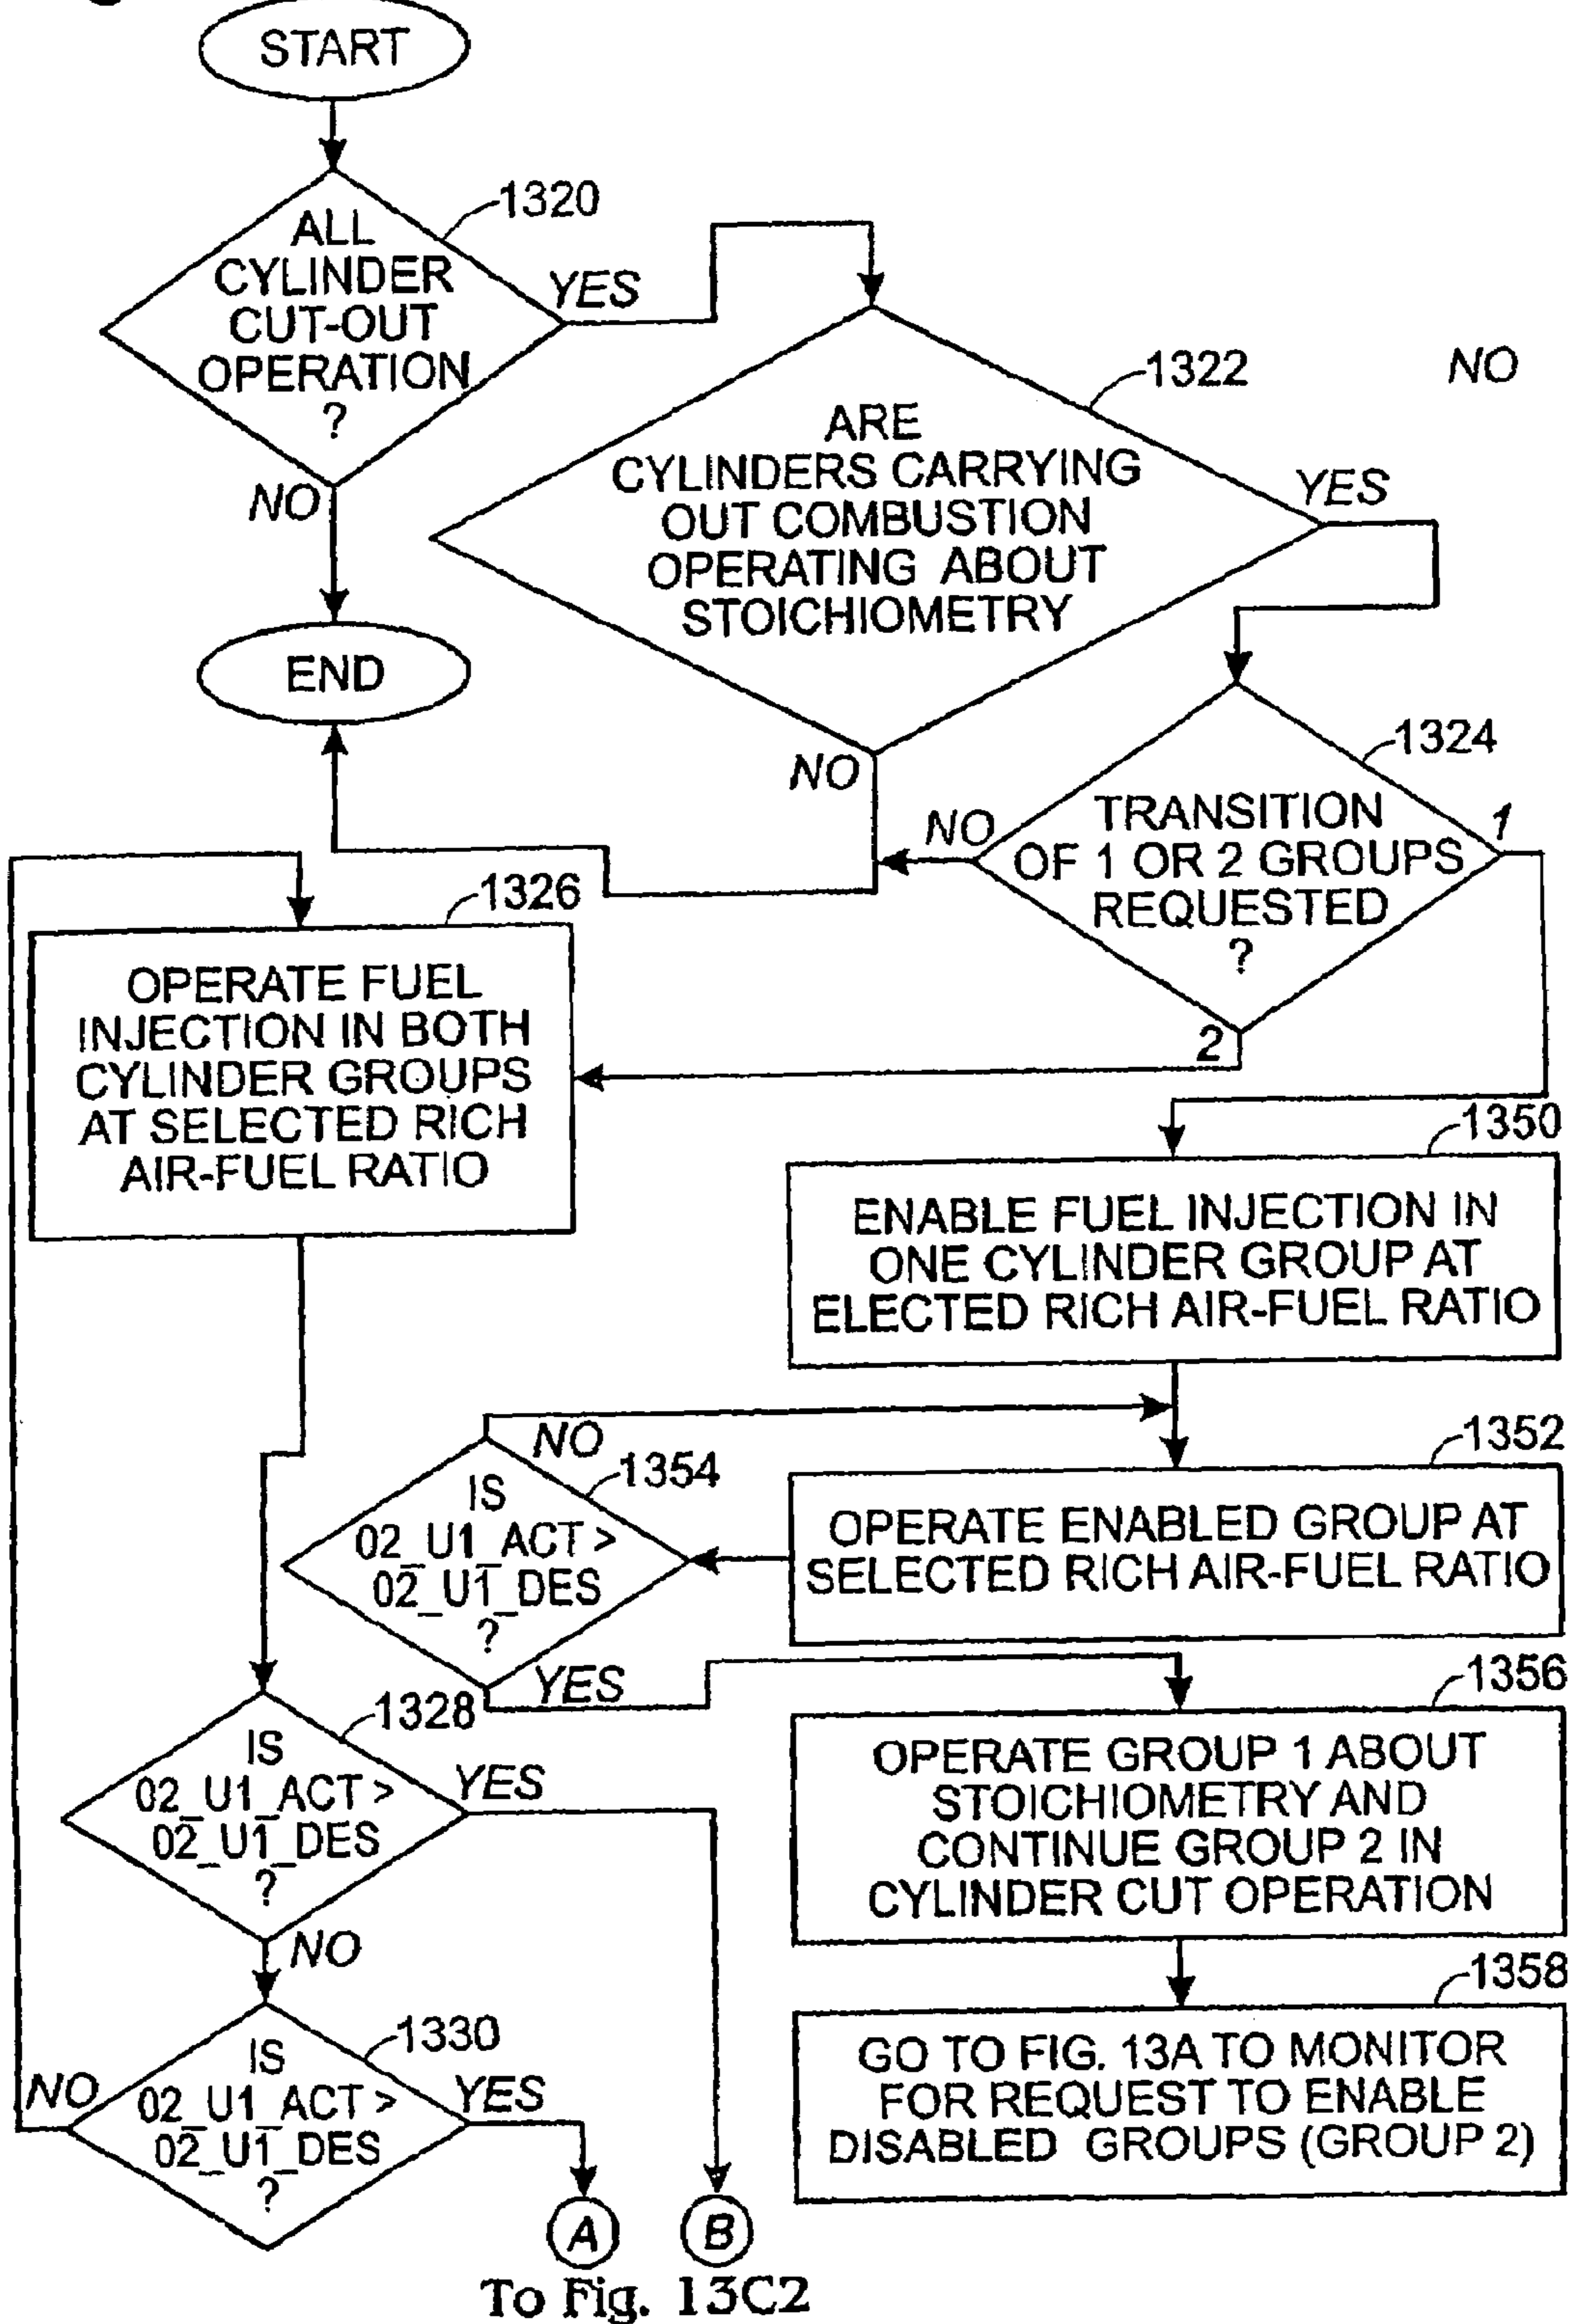 START
1320
ALL
CYLINDER
CUT-OUT
OPERATION
?
YES
NO
1322
NO
ARE
CYLINDERS CARRYING
OUT COMBUSTION
OPERATING ABOUT
STOICHIOMETRY
YES
NO
END
1324
TRANSITION
OF 1 OR 2 GROUPS
REQUESTED
?
NO
1
2
1326
OPERATE FUEL
INJECTION IN BOTH
CYLINDER GROUPS
AT SELECTED RICH
AIR-FUEL RATIO
1350
ENABLE FUEL INJECTION IN
ONE CYLINDER GROUP AT
ELECTED RICH AIR-FUEL RATIO
1352
OPERATE ENABLED GROUP AT
SELECTED RICH AIR-FUEL RATIO
NO
1354
IS
02_U1_ACT >
02_U1_DES
?
YES
1356
OPERATE GROUP 1 ABOUT
STOICHIOMETRY AND
CONTINUE GROUP 2 IN
CYLINDER CUT OPERATION
1328
IS
02_U1_ACT >
02_U1_DES
?
YES
NO
1358
GO TO FIG. 13A TO MONITOR
FOR REQUEST TO ENABLE
DISABLED GROUPS (GROUP 2)
1330
IS
02_U1_ACT >
02_U1_DES
?
NO
YES
A
B
To Fig. 13C2